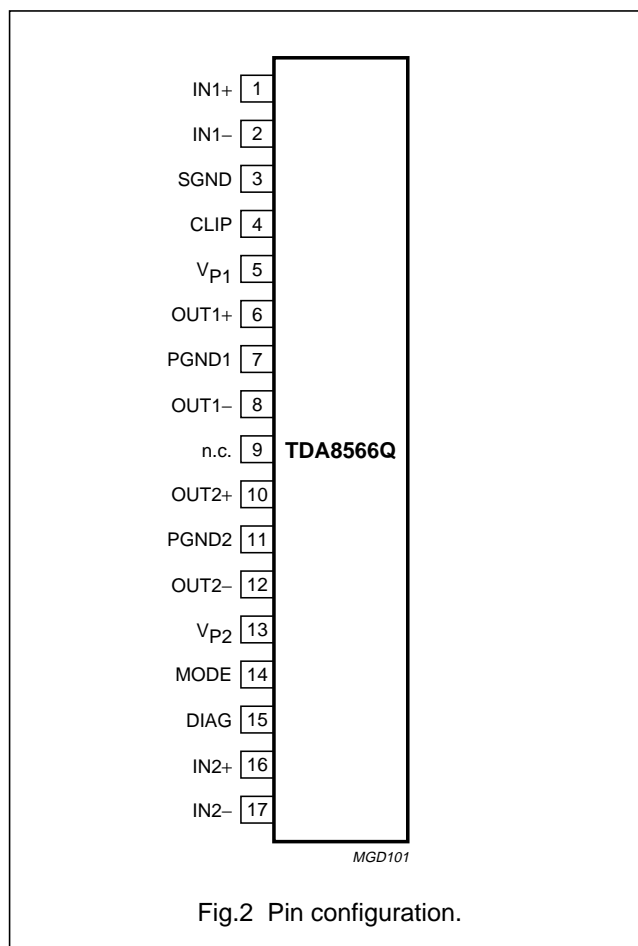 IN1+ 1
IN1− 2
SGND 3
CLIP 4
VP1 5
OUT1+ 6
PGND1 7
OUT1− 8
n.c. 9 TDA8566Q
OUT2+ 10
PGND2 11
OUT2− 12
VP2 13
MODE 14
DIAG 15
IN2+ 16
IN2− 17
MGD101
Fig.2 Pin configuration.